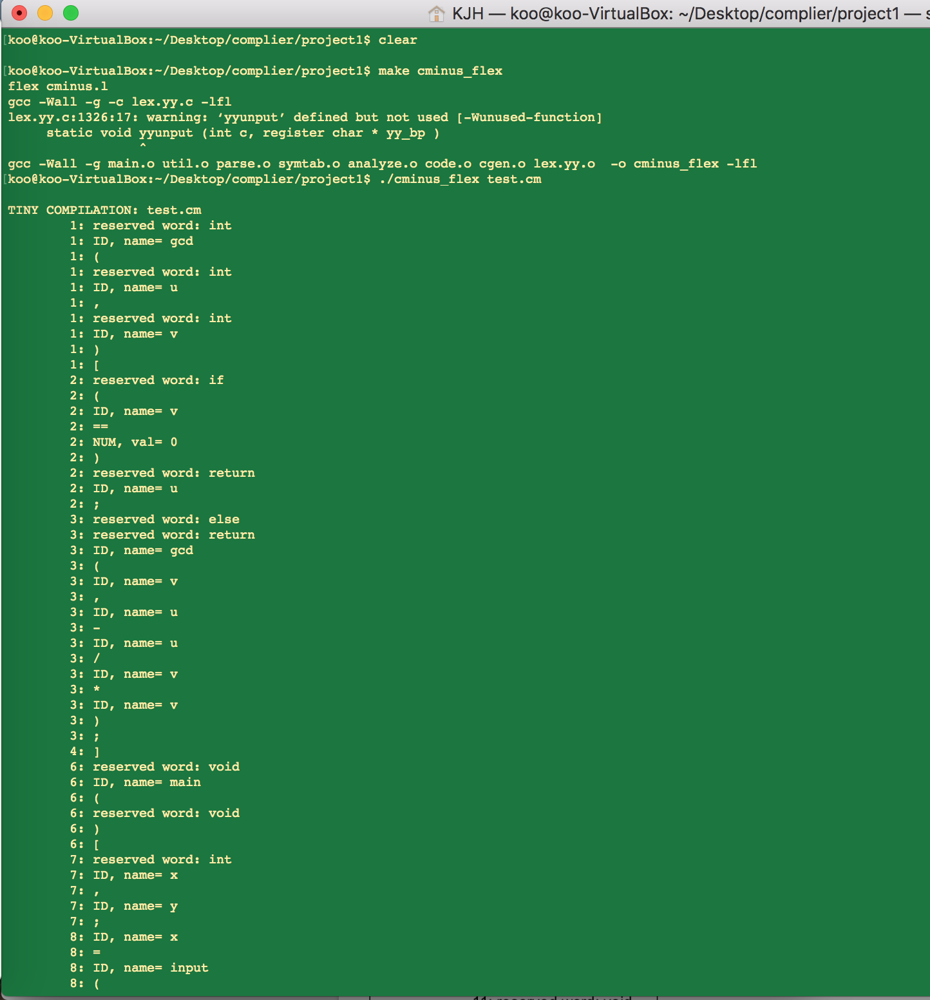 KJH — koo@koo-VirtualBox: ~/Desktop/complier/project1 —
[koo@koo-VirtualBox:~/Desktop/complier/project1$ clear
[koo@koo-VirtualBox:~/Desktop/complier/project1$ make cminus_flex
flex cminus.l
gcc -Wall -g -c lex.yy.c -lfl
lex.yy.c:1326:17: warning: ‘yyunput’ defined but not used [-Wunused-function]
     static void yyunput (int c, register char * yy_bp )
                 ^
gcc -Wall -g main.o util.o parse.o symtab.o analyze.o code.o cgen.o lex.yy.o  -o cminus_flex -lfl
[koo@koo-VirtualBox:~/Desktop/complier/project1$ ./cminus_flex test.cm
TINY COMPILATION: test.cm
1: reserved word: int
1: ID, name= gcd
1: (
1: reserved word: int
1: ID, name= u
1: ,
1: reserved word: int
1: ID, name= v
1: )
1: [
2: reserved word: if
2: (
2: ID, name= v
2: ==
2: NUM, val= 0
2: )
2: reserved word: return
2: ID, name= u
2: ;
3: reserved word: else
3: reserved word: return
3: ID, name= gcd
3: (
3: ID, name= v
3: ,
3: ID, name= u
3: -
3: ID, name= u
3: /
3: ID, name= v
3: *
3: ID, name= v
3: )
3: ;
4: ]
6: reserved word: void
6: ID, name= main
6: (
6: reserved word: void
6: )
6: [
7: reserved word: int
7: ID, name= x
7: ,
7: ID, name= y
7: ;
8: ID, name= x
8: =
8: ID, name= input
8: (
11: reserved word: void